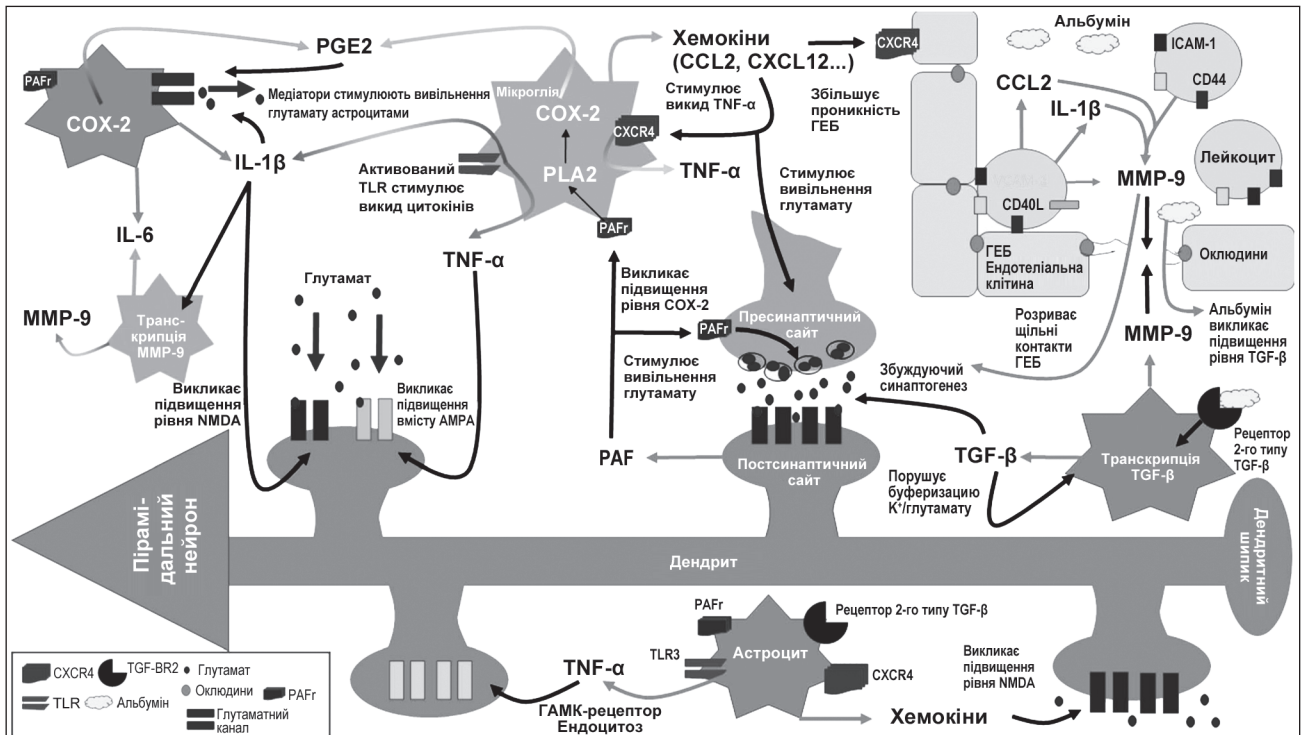 PAFr
COX-2
PGE2
Медіатори стимулюють вивільнення
глутамату астроцитами
IL-1β
IL-6
MMP-9
Транс-
крипція
MMP-9
Мікроглія
COX-2
PLA2
CXCR4
PAFr
Активований
TLR стимулює
викид цитокінів
TNF-α
Хемокіни
(CCL2, CXCL12...)
Стимулює
викид TNF-α
TNF-α
CXCR4
Збільшує
проникність
ГЕБ
Стимулює
вивільнення
глутамату
Альбумін
ICAM-1
CD44
CCL2
IL-1β
Лейкоцит
MMP-9
CD40L
ГЕБ
Ендотеліальна
клітина
Оклюдини
Розриває
щільні
контакти
ГЕБ
MMP-9
Альбумін
викликає
підвищення
рівня TGF-β
Глутамат
Викликає
підвищення
рівня NMDA
Викликає
підвищення
вмісту AMPA
Викликає
підвищення
рівня COX-2
PAFr
Стимулює
вивільнення
глутамату
PAF
Пресинаптичний
сайт
Постсинаптичний
сайт
Збуждуючий
синаптогенез
TGF-β
Порушує
буферизацію
K⁺/глутамату
Транскрипція
TGF-β
Рецептор
2-го типу
TGF-β
Пірамі-
дальний
нейрон
Дендрит
Дендритний
шипик
PAFr
Рецептор 2-го типу TGF-β
TLR3
Астроцит
CXCR4
TNF-α
ГАМК-рецептор
Ендоцитоз
Хемокіни
Викликає
підвищення
рівня NMDA
CXCR4
TGF-BR2
Глутамат
Оклюдини
PAFr
TLR
Альбумін
Глутаматний
канал